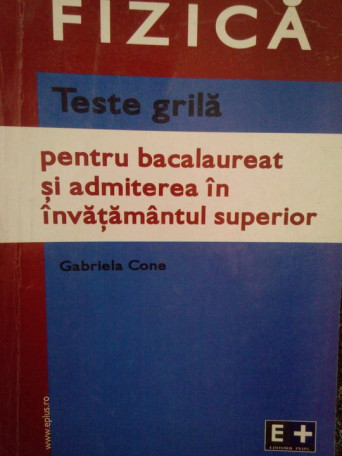 FIZICĂ
Teste grilă
pentru bacalaureat
și admiterea în
învățământul superior
Gabriela Cone
www.eplus.ro
E +